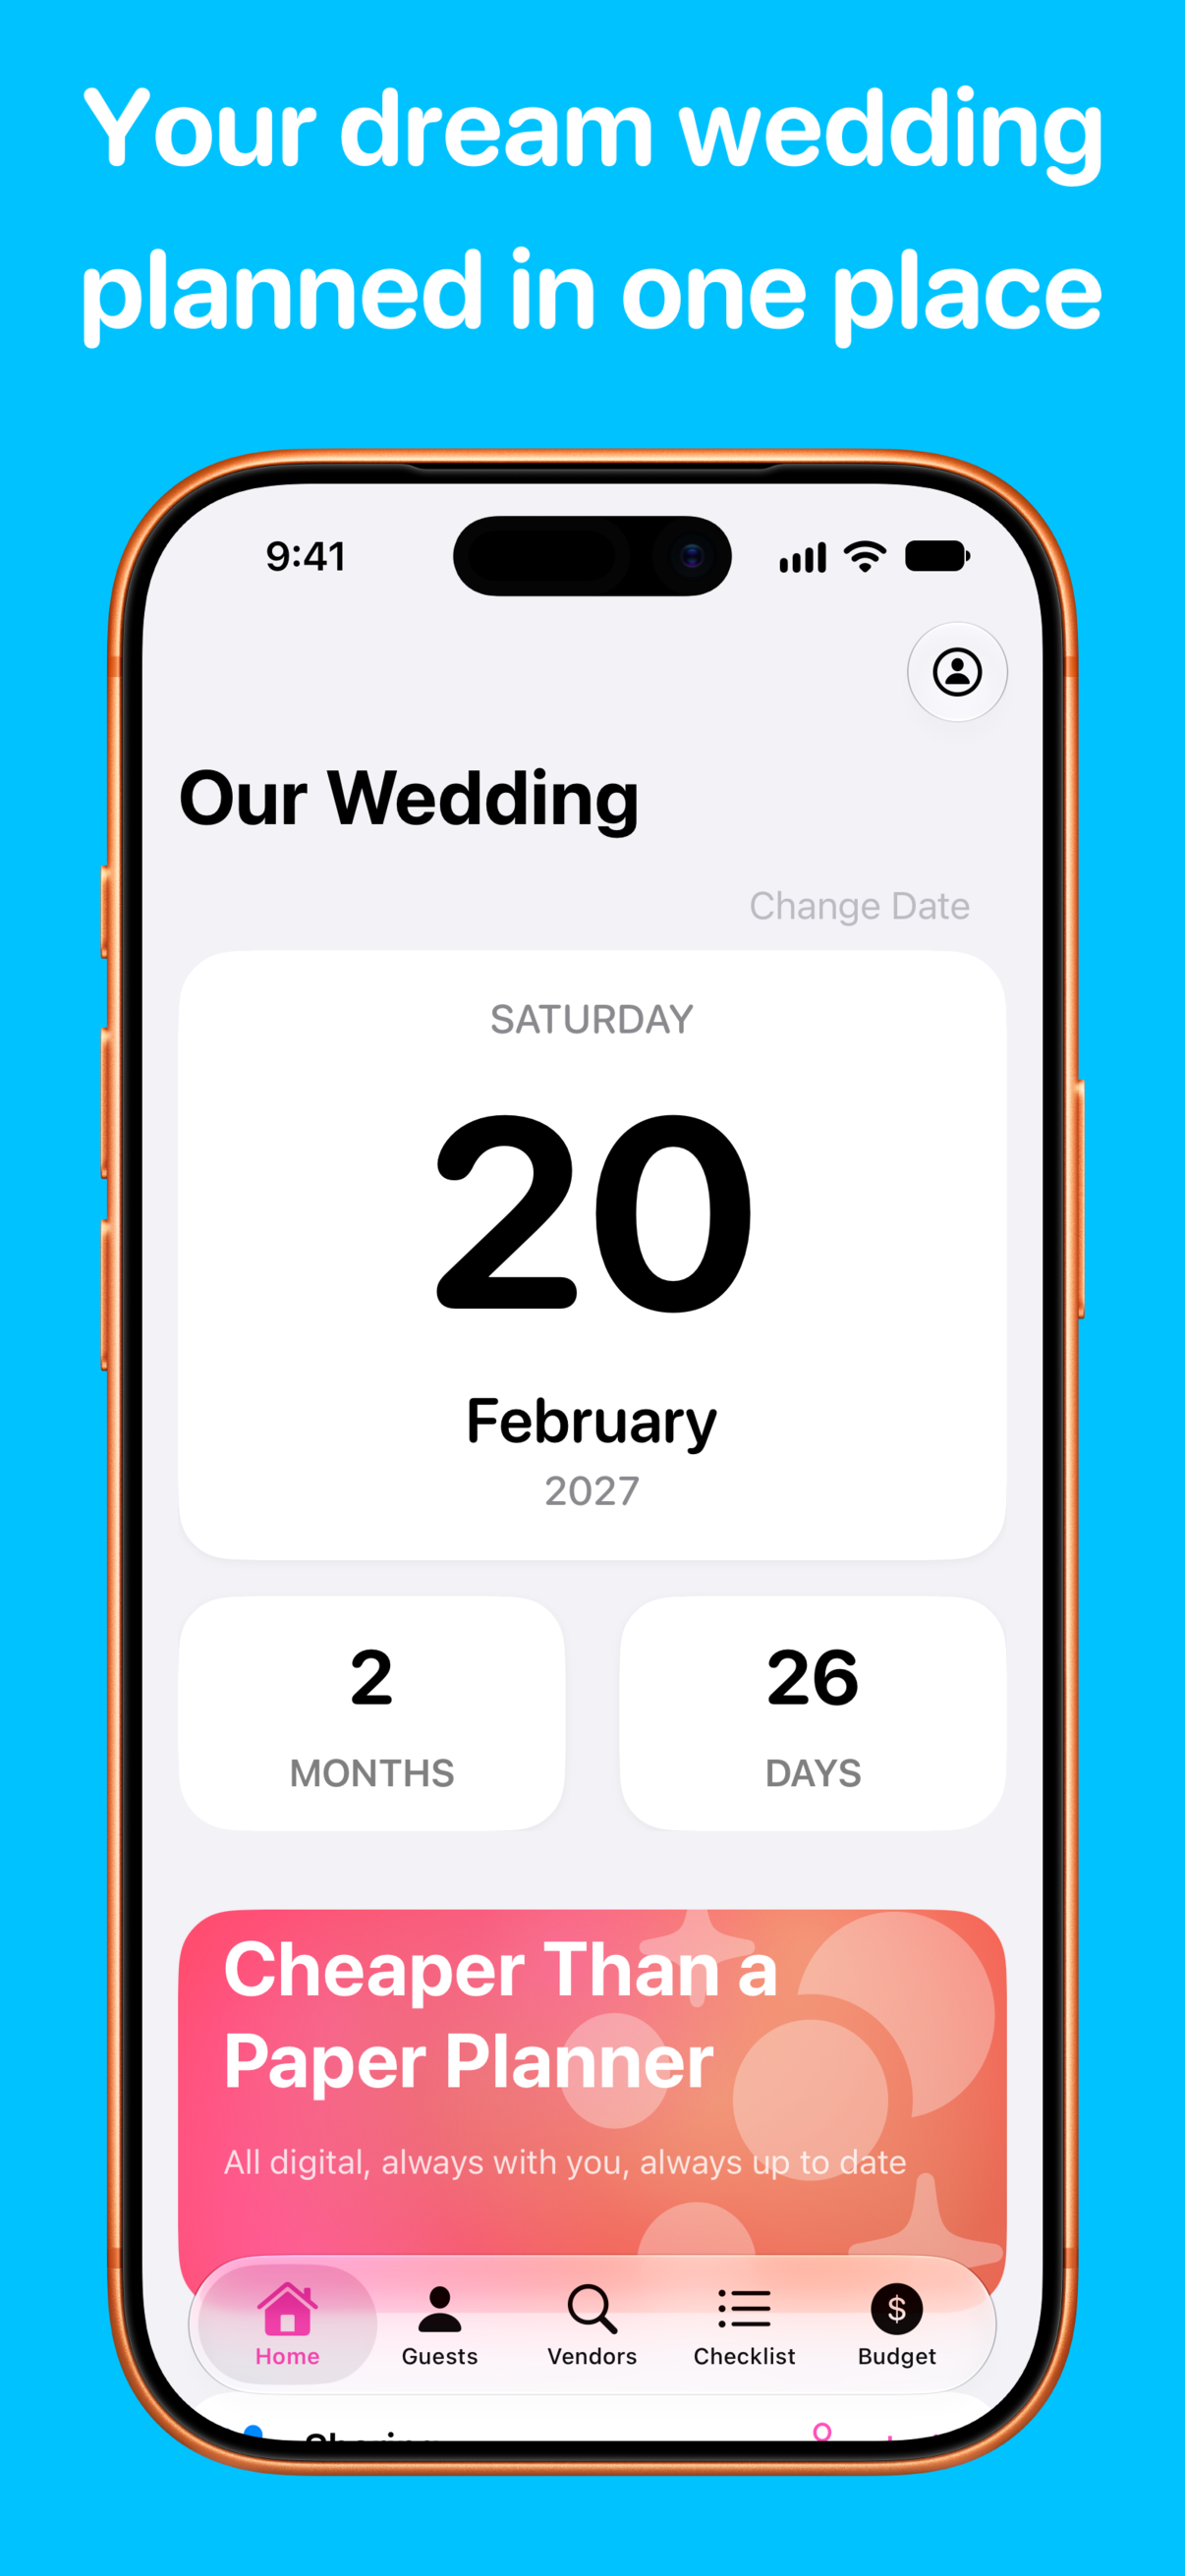 Your dream wedding
planned in one place
9:41
Our Wedding
Change Date
SATURDAY
20
February
2027
2
MONTHS
26
DAYS
Cheaper Than a
Paper Planner
All digital, always with you, always up to date
$
Home
Guests
Vendors
Checklist
Budget